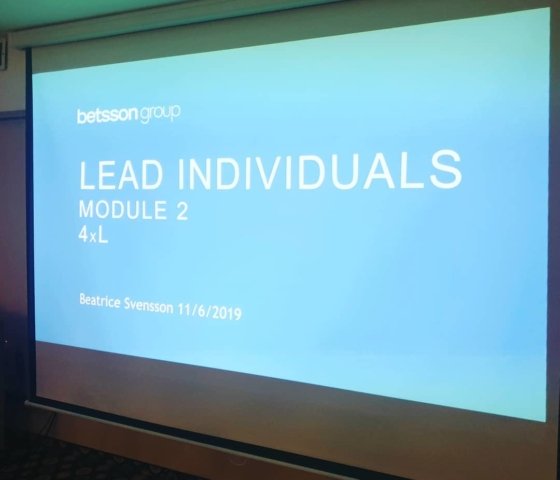 betsson group
LEAD INDIVIDUALS
MODULE 2
4xL
Beatrice Svensson 11/6/2019